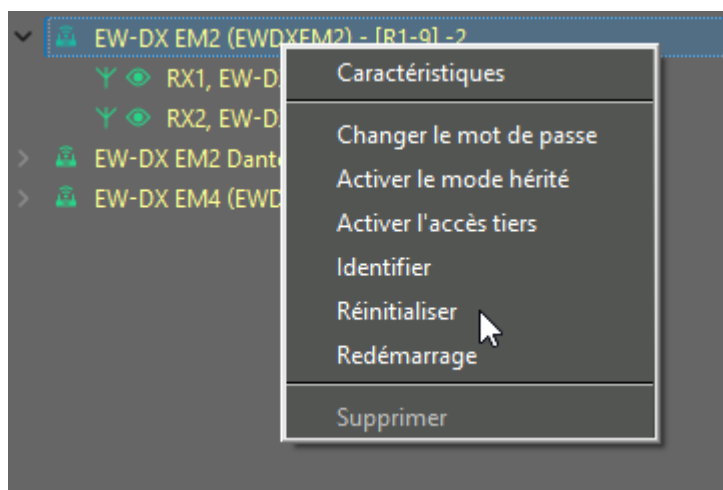 EW-DX EM2 (EWDXEM2) - [R1-9] -2
RX1, EW-D
RX2, EW-D
EW-DX EM2 Dante
EW-DX EM4 (EWD
Caractéristiques
Changer le mot de passe
Activer le mode hérité
Activer l'accès tiers
Identifier
Réinitialiser
Redémarrage
Supprimer